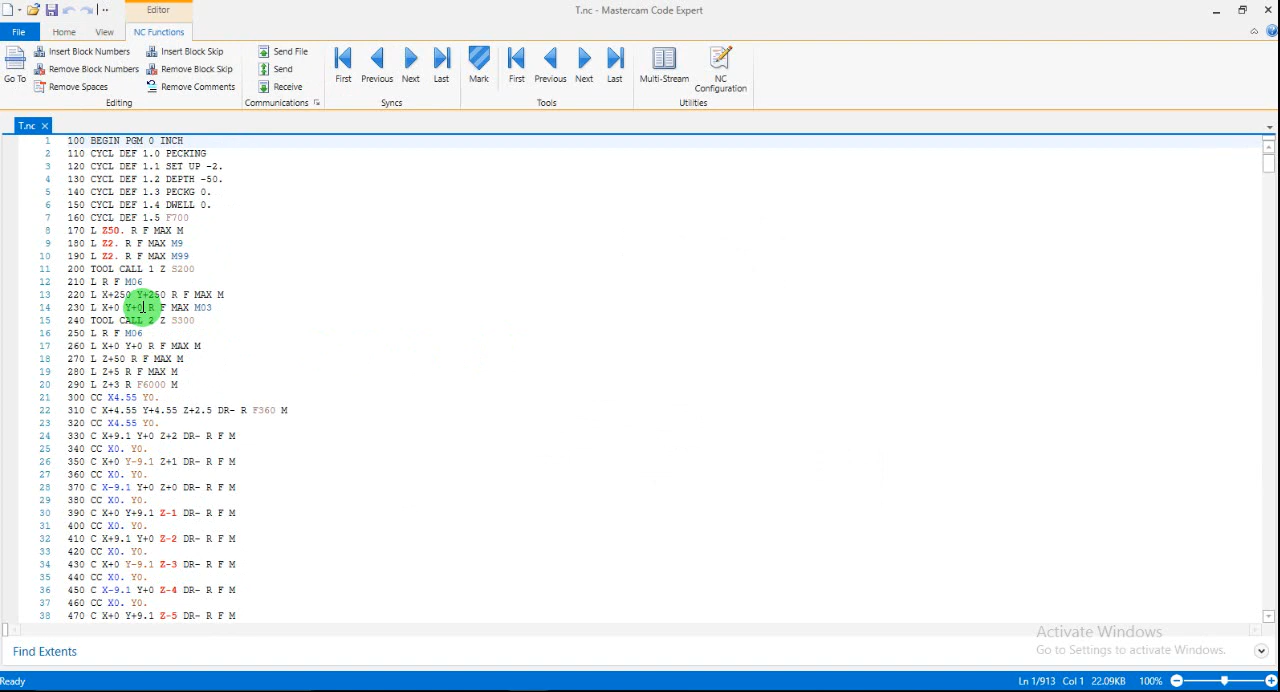 Editor
T.nc - Mastercam Code Expert
File
Home
View
NC Functions
Go To
Insert Block Numbers
Remove Block Numbers
Remove Spaces
Insert Block Skip
Remove Block Skip
Remove Comments
Editing
Send File
Send
Receive
Communications
First
Previous
Next
Last
Syncs
Mark
First
Previous
Next
Last
Tools
Multi-Stream
NC
Configuration
Utilities
T.nc
1 100 BEGIN PGM 0 INCH
2 110 CYCL DEF 1.0 PECKING
3 120 CYCL DEF 1.1 SET UP -2.
4 130 CYCL DEF 1.2 DEPTH -50.
5 140 CYCL DEF 1.3 PECKG 0.
6 150 CYCL DEF 1.4 DWELL 0.
7 160 CYCL DEF 1.5 F700
8 170 L Z50. R F MAX M
9 180 L Z2. R F MAX M9
10 190 L Z2. R F MAX M99
11 200 TOOL CALL 1 Z S200
12 210 L R F M06
13 220 L X+250 Y+250 R F MAX M
14 230 L X+0 Y+0 R F MAX M03
15 240 TOOL CALL 2 Z S300
16 250 L R F M06
17 260 L X+0 Y+0 R F MAX M
18 270 L Z+50 R F MAX M
19 280 L Z+5 R F MAX M
20 290 L Z+3 R F6000 M
21 300 CC X4.55 Y0.
22 310 C X+4.55 Y+4.55 Z+2.5 DR- R F360 M
23 320 CC X4.55 Y0.
24 330 C X+9.1 Y+0 Z+2 DR- R F M
25 340 CC X0. Y0.
26 350 C X+0 Y-9.1 Z+1 DR- R F M
27 360 CC X0. Y0.
28 370 C X-9.1 Y+0 Z+0 DR- R F M
29 380 CC X0. Y0.
30 390 C X+0 Y+9.1 Z-1 DR- R F M
31 400 CC X0. Y0.
32 410 C X+9.1 Y+0 Z-2 DR- R F M
33 420 CC X0. Y0.
34 430 C X+0 Y-9.1 Z-3 DR- R F M
35 440 CC X0. Y0.
36 450 C X-9.1 Y+0 Z-4 DR- R F M
37 460 CC X0. Y0.
38 470 C X+0 Y+9.1 Z-5 DR- R F M
Activate Windows
Go to Settings to activate Windows.
Find Extents
Ready
Ln 1/913 Col 1 22.09KB 100%